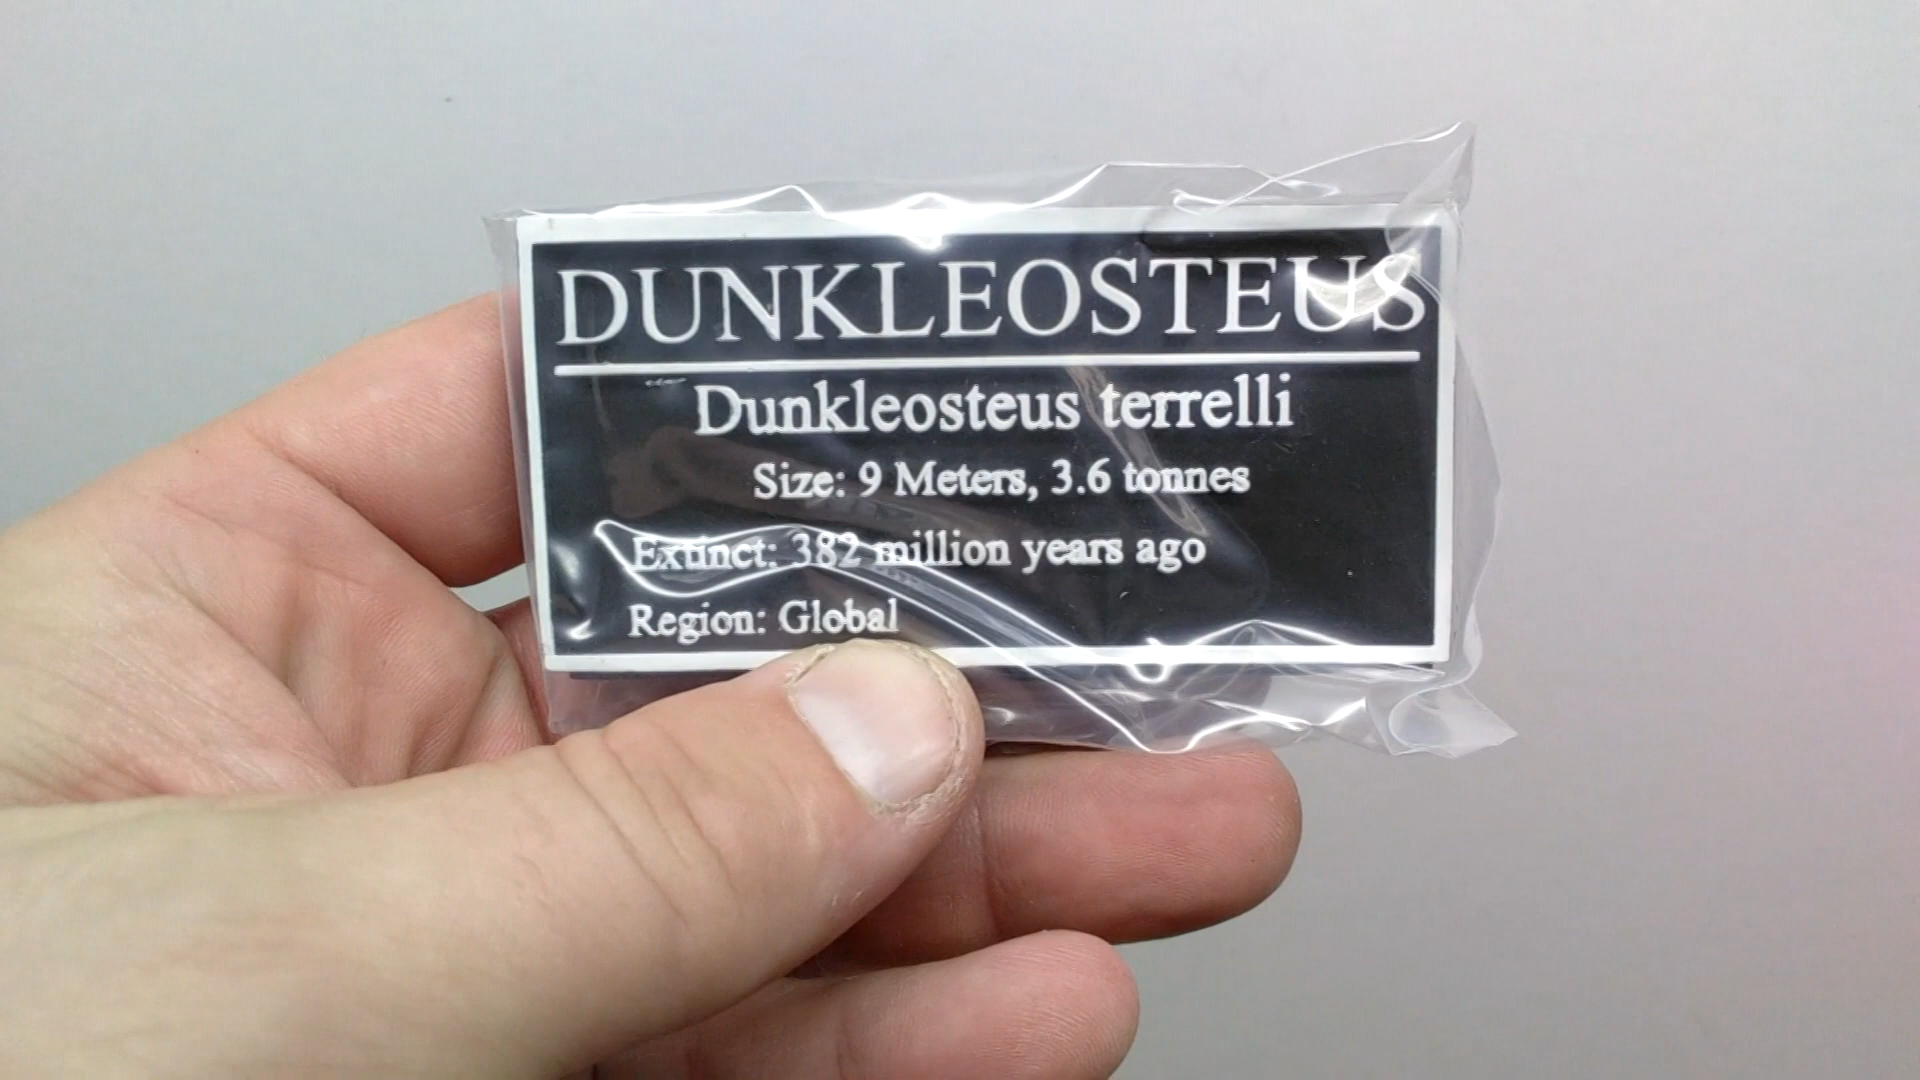 DUNKLEOSTEUS
Dunkleosteus terrelli
Size: 9 Meters, 3.6 tonnes
Extinct: 382 million years ago
Region: Global